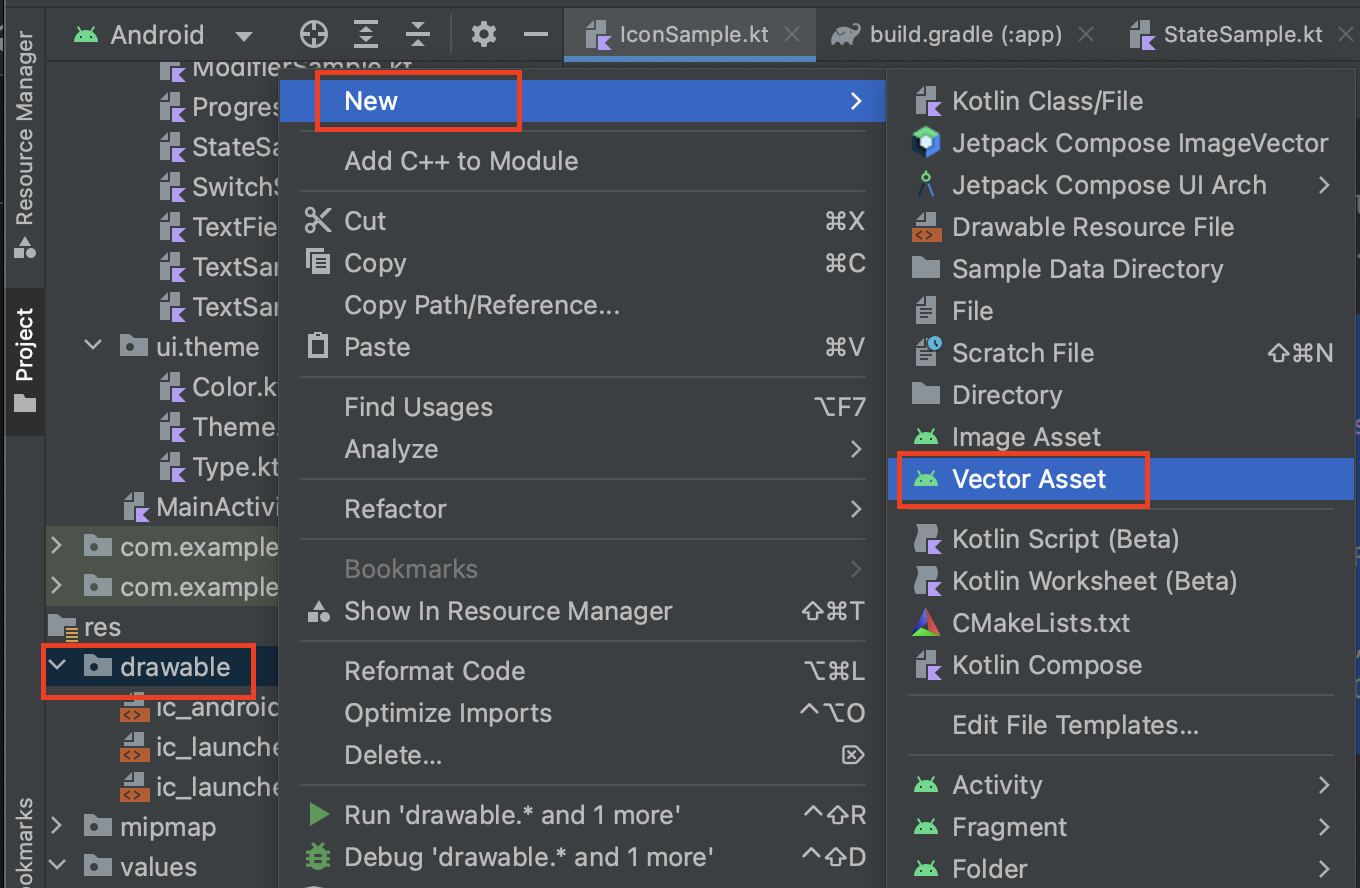 Resource Manager
Project
okmarks
Android
IconSample.kt
build.gradle (:app)
StateSample.kt
ModifierSample.kt
Progres
StateSa
SwitchS
TextFie
TextSar
TextSar
ui.theme
Color.k
Theme.
Type.kt
MainActivi
com.example
com.example
res
drawable
ic_android
ic_launche
ic_launche
mipmap
values
New
Add C++ to Module
Cut ⌘X
Copy ⌘C
Copy Path/Reference...
Paste ⌘V
Find Usages ⌥F7
Analyze
Refactor
Bookmarks
Show In Resource Manager ⇧⌘T
Reformat Code ⌥⌘L
Optimize Imports ^⌥O
Delete... ⌦
Run 'drawable.* and 1 more' ^⇧R
Debug 'drawable.* and 1 more' ^⇧D
Kotlin Class/File
Jetpack Compose ImageVector
Jetpack Compose UI Arch
Drawable Resource File
Sample Data Directory
File
Scratch File ⇧⌘N
Directory
Image Asset
Vector Asset
Kotlin Script (Beta)
Kotlin Worksheet (Beta)
CMakeLists.txt
Kotlin Compose
Edit File Templates...
Activity
Fragment
Folder